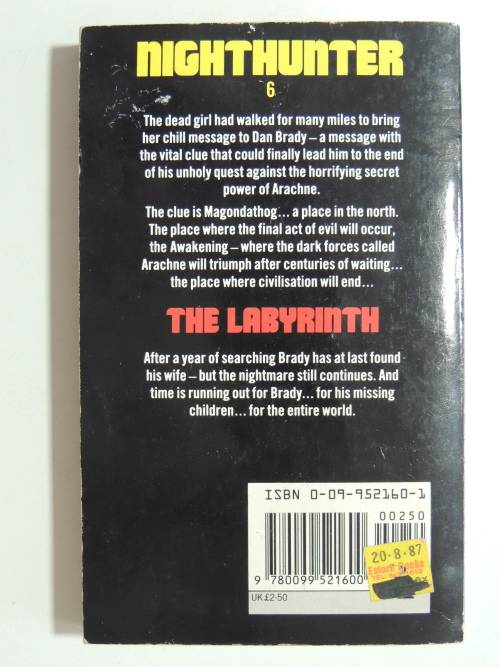 NIGHTHUNTER
6
The dead girl had walked for many miles to bring
her chill message to Dan Brady – a message with
the vital clue that could finally lead him to the end
of his unholy quest against the horrifying secret
power of Arachne.
The clue is Magondathog... a place in the north.
The place where the final act of evil will occur,
the Awakening – where the dark forces called
Arachne will triumph after centuries of waiting...
the place where civilisation will end...
THE LABYRINTH
After a year of searching Brady has at last found
his wife – but the nightmare still continues. And
time is running out for Brady... for his missing
children... for the entire world.
ISBN 0-09-952160-1
00250
20·8·87
Books
9 780099 521600
UK £2·50